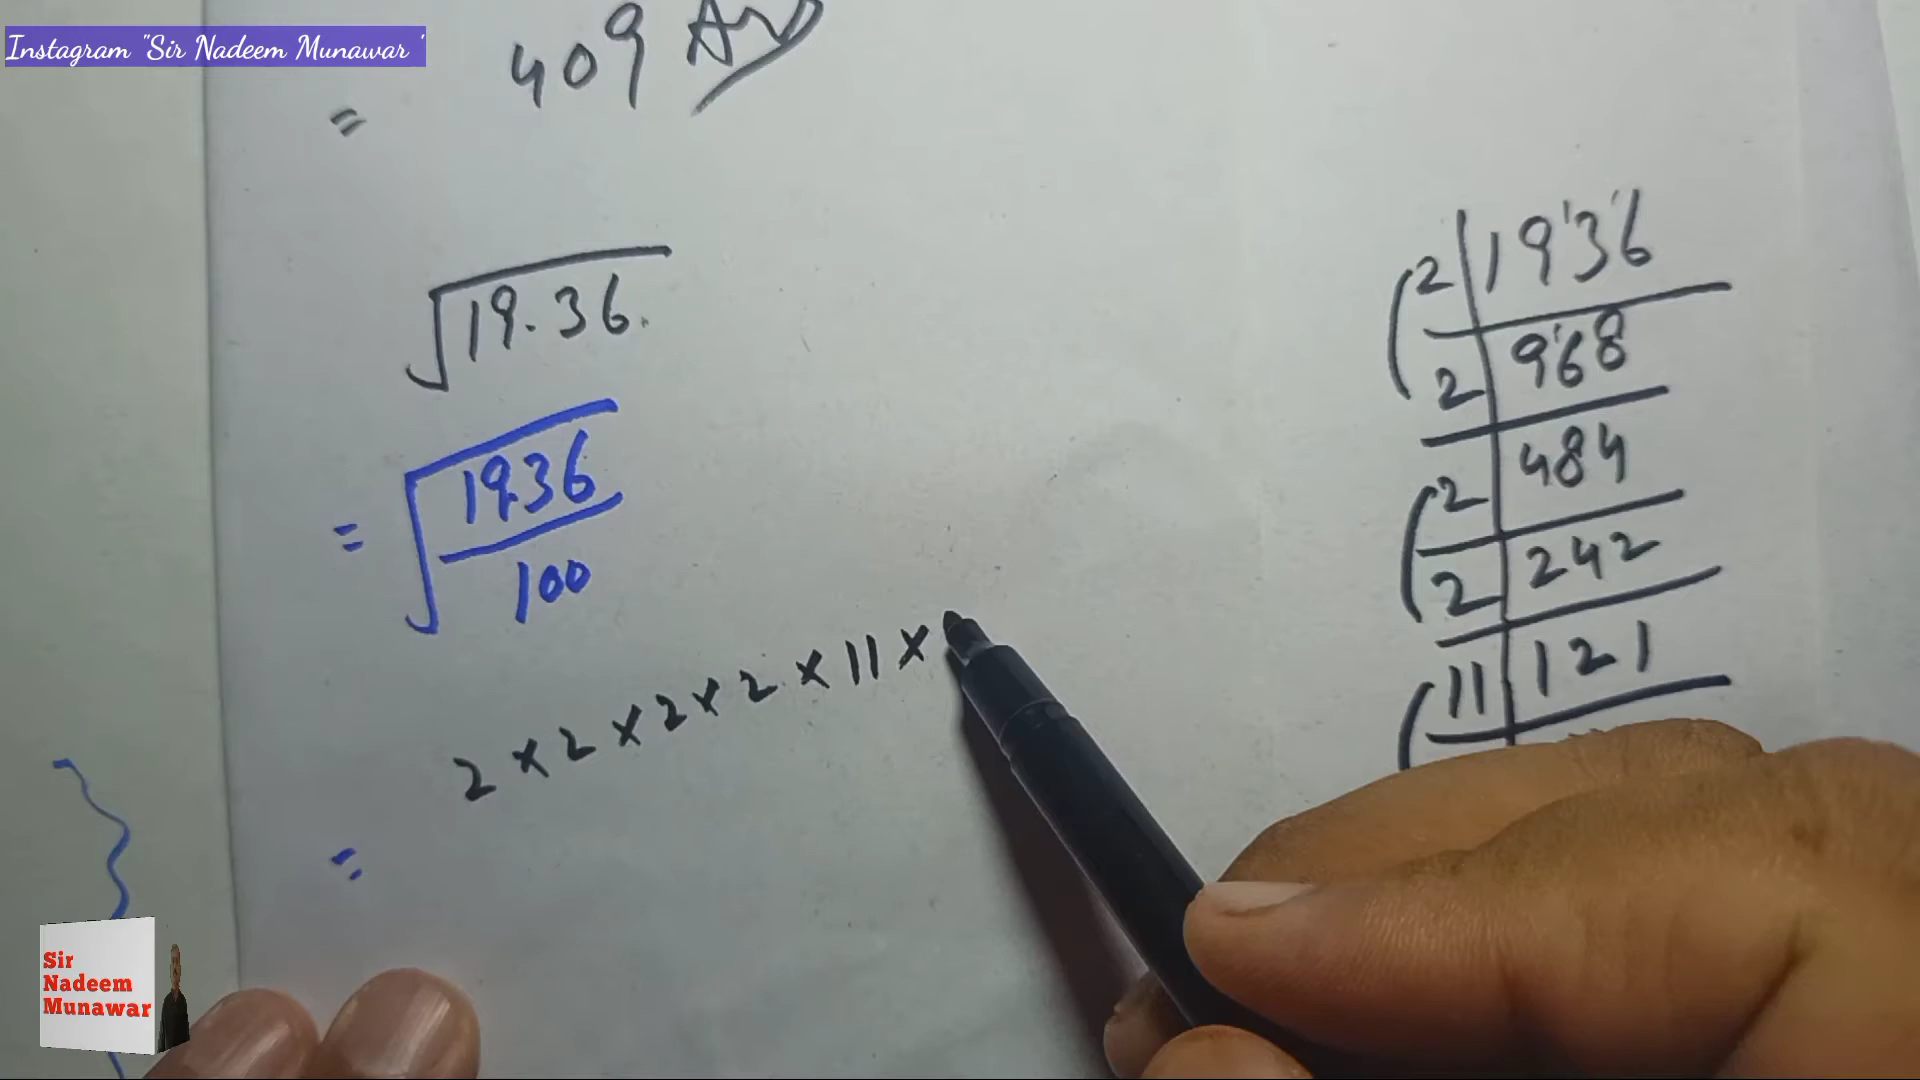 Instagram "Sir Nadeem Munawar"
= 409 Ans
√19.36
= √1936/100
2 × 2 × 2 × 2 × 11 ×
=
2 | 1936
2 | 968
2 | 484
2 | 242
11 | 121
Sir
Nadeem
Munawar